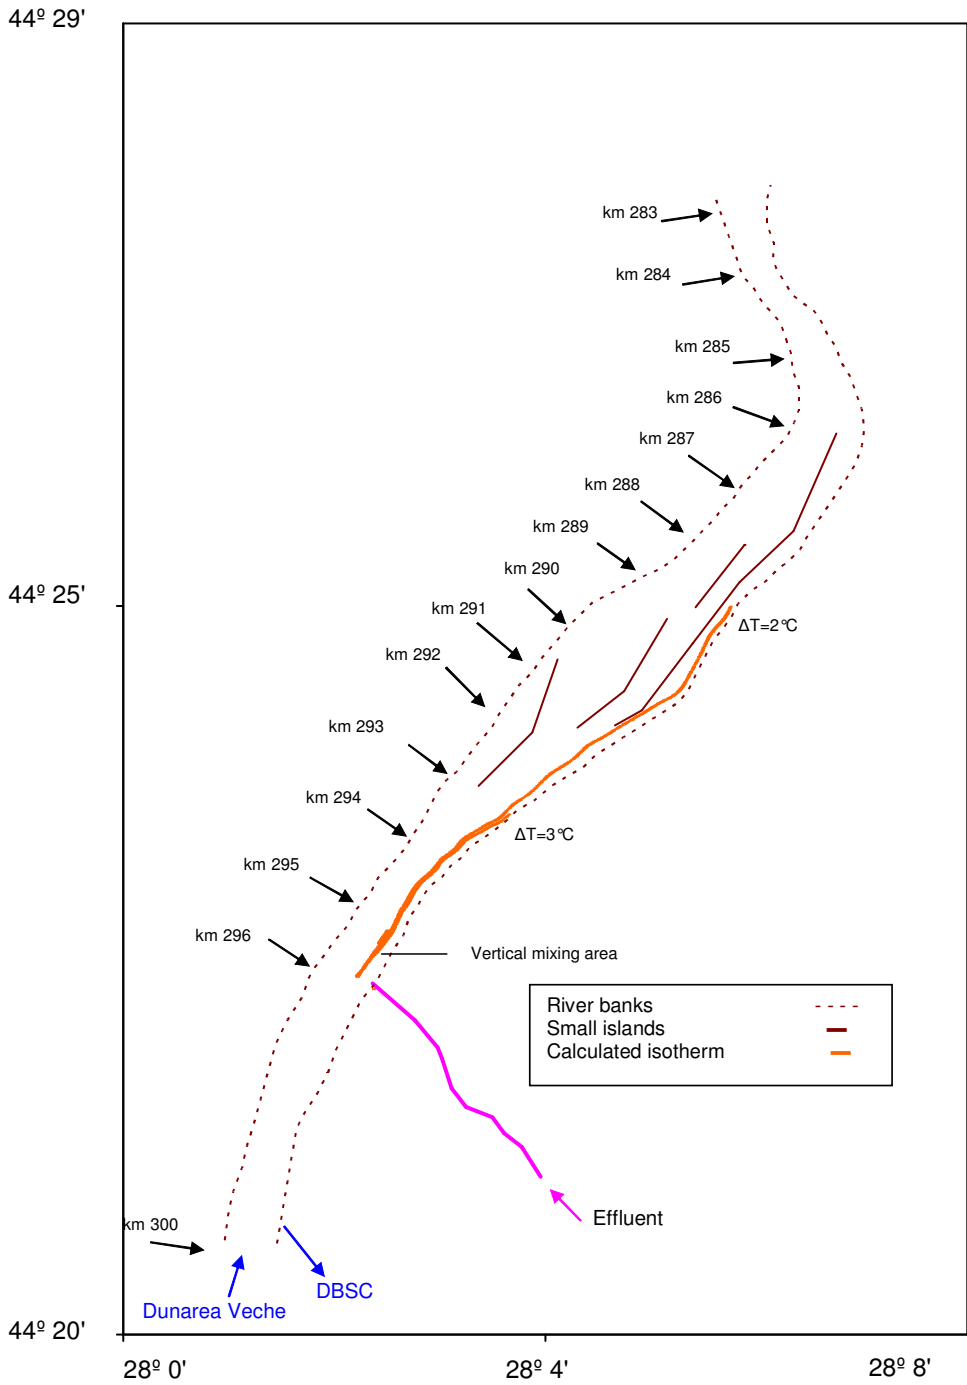 44º 29'
km 283
km 284
km 285
km 286
km 287
km 288
km 289
km 290
44º 25'
km 291
ΔT=2°C
km 292
km 293
km 294
ΔT=3°C
km 295
km 296
Vertical mixing area
River banks
Small islands
Calculated isotherm
km 300
Effluent
DBSC
Dunarea Veche
44º 20'
28º 0'
28º 4'
28º 8'